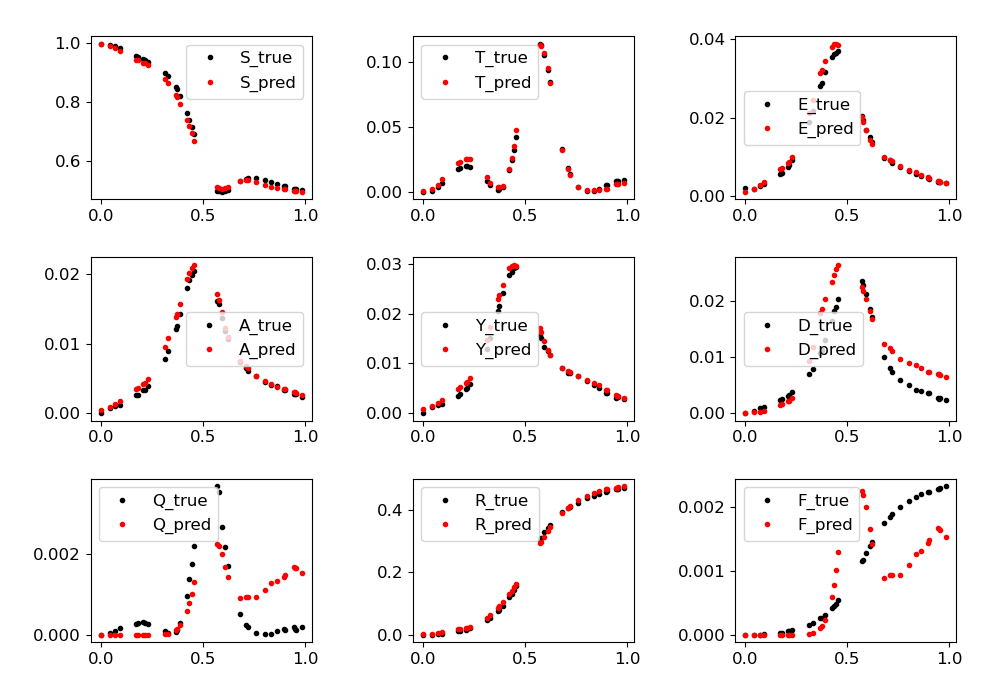 1.0
0.8
0.6
S_true
S_pred
0.0 0.5 1.0
0.10
0.05
0.00
T_true
T_pred
0.0 0.5 1.0
0.04
0.02
0.00
E_true
E_pred
0.0 0.5 1.0
0.02
0.01
0.00
A_true
A_pred
0.0 0.5 1.0
0.03
0.02
0.01
0.00
Y_true
Y_pred
0.0 0.5 1.0
0.02
0.01
0.00
D_true
D_pred
0.0 0.5 1.0
0.002
0.000
Q_true
Q_pred
0.0 0.5 1.0
0.4
0.2
0.0
R_true
R_pred
0.0 0.5 1.0
0.002
0.001
0.000
F_true
F_pred
0.0 0.5 1.0